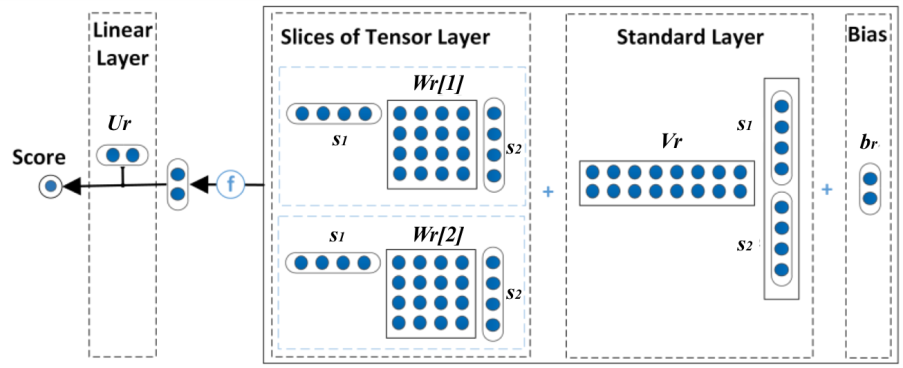 Linear
Layer
Slices of Tensor Layer
Standard Layer
Bias
Ur
Score
f
Wr[1]
s1
s2
Wr[2]
s1
s2
+
Vr
s1
s2
+
br